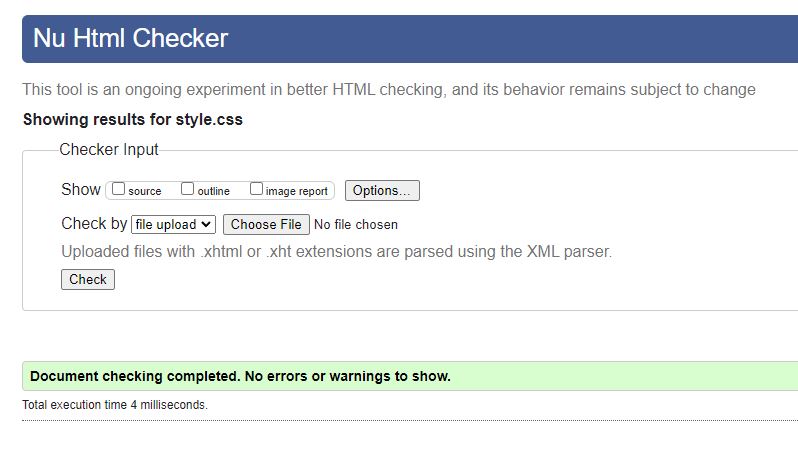 Nu Html Checker
This tool is an ongoing experiment in better HTML checking, and its behavior remains subject to change
Showing results for style.css
Checker Input
Show source outline image report Options...
Check by file upload Choose File No file chosen
Uploaded files with .xhtml or .xht extensions are parsed using the XML parser.
Check
Document checking completed. No errors or warnings to show.
Total execution time 4 milliseconds.